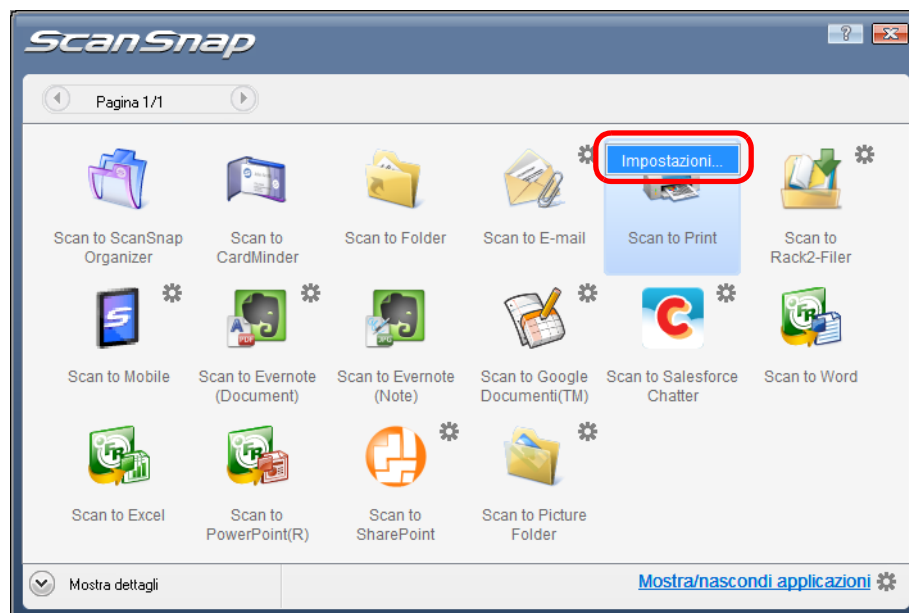 ScanSnap
?
Pagina 1/1
Impostazioni...
Scan to ScanSnap
Organizer
Scan to
CardMinder
Scan to Folder
Scan to E-mail
Scan to Print
Scan to
Rack2-Filer
Scan to Mobile
Scan to Evernote
(Document)
Scan to Evernote
(Note)
Scan to Google
Documenti(TM)
Scan to Salesforce
Chatter
Scan to Word
Scan to Excel
Scan to
PowerPoint(R)
Scan to
SharePoint
Scan to Picture
Folder
Mostra dettagli
Mostra/nascondi applicazioni